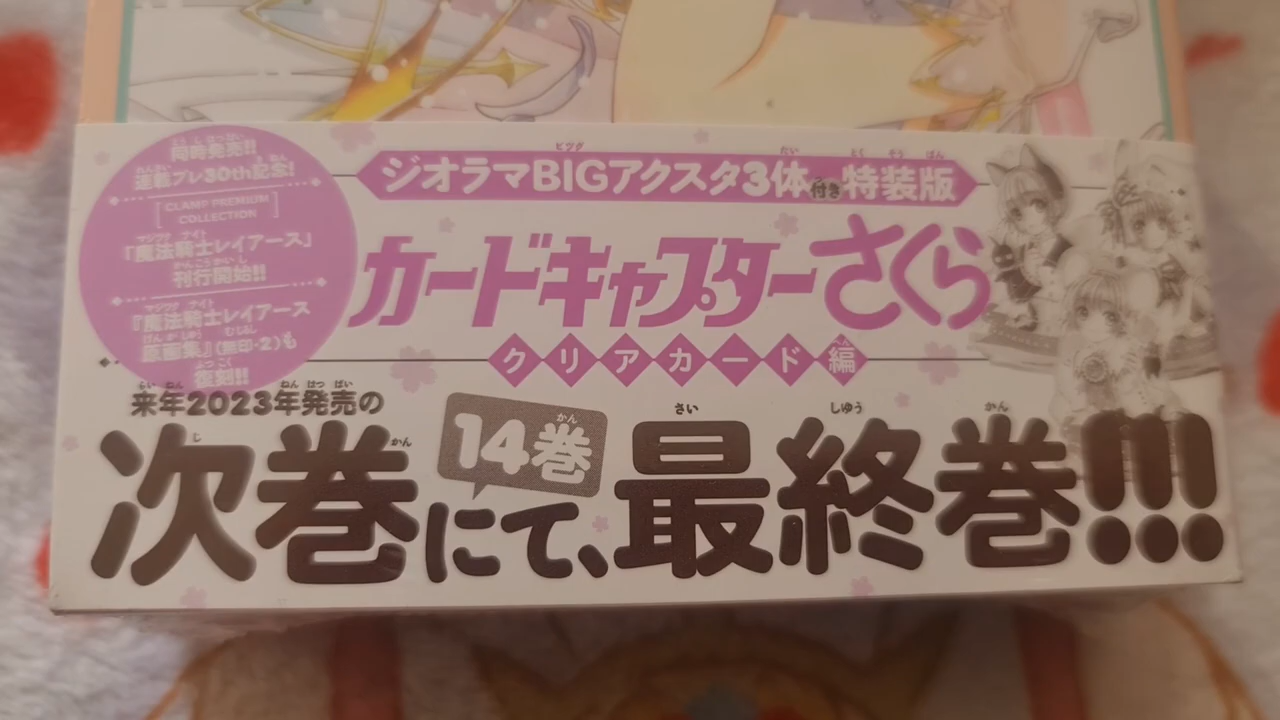 同時発売!!
連載プレ30th記念!
CLAMP PREMIUM
COLLECTION
『魔法騎士レイアース』
刊行開始!!
『魔法騎士レイアース
原画集』(無印・2)も
復刻!!
ジオラマBIGアクスタ3体付き特装版
カードキャプターさくら
クリアカード編
来年2023年発売の
次巻14巻にて、最終巻!!!